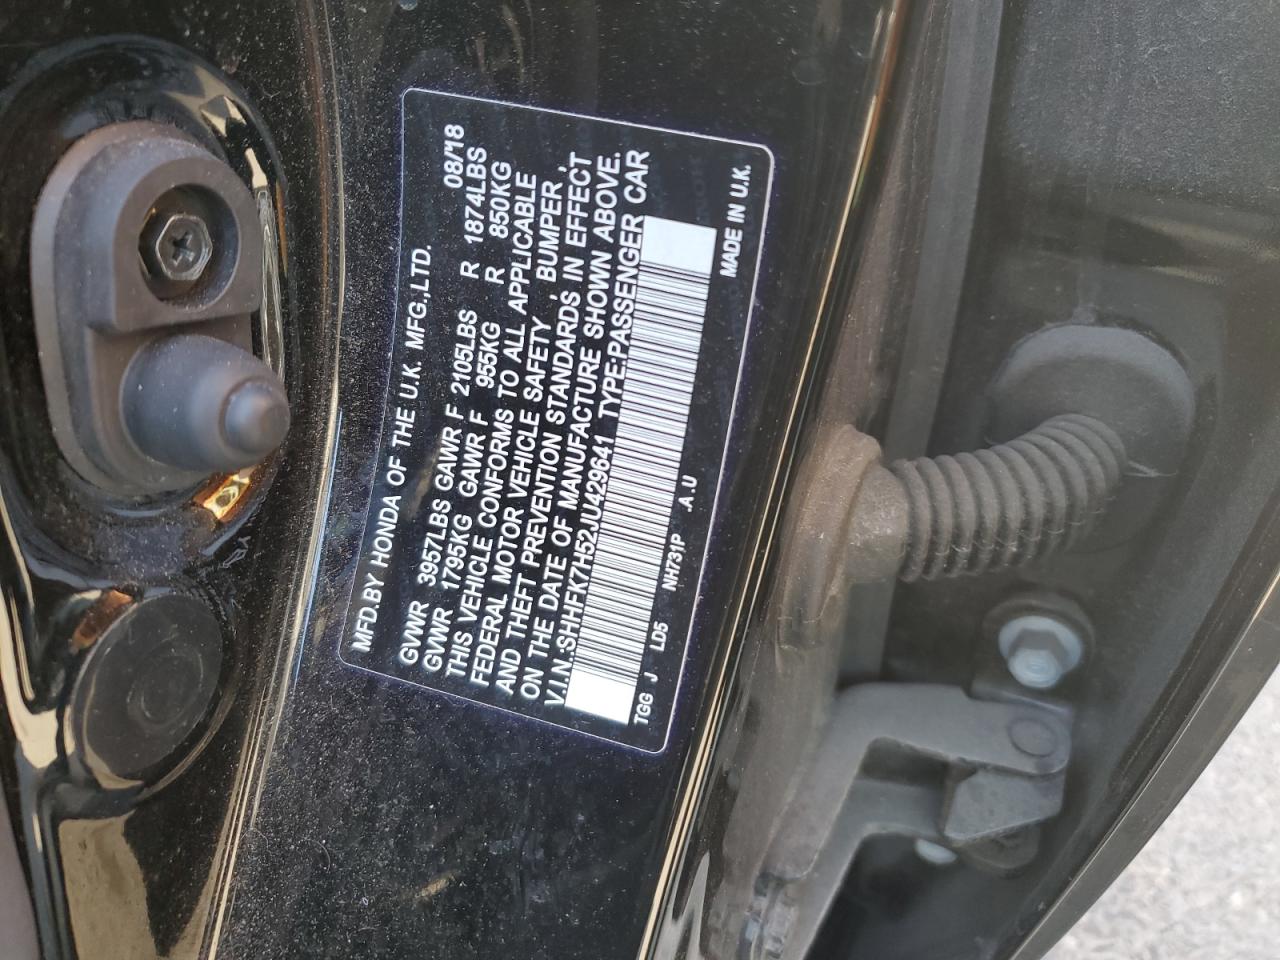 MFD.BY HONDA OF THE U.K. MFG.,LTD. 08/'18
GVWR 3957LBS GAWR F 2105LBS R 1874LBS
GVWR 1795KG GAWR F 955KG R 850KG
THIS VEHICLE CONFORMS TO ALL APPLICABLE
FEDERAL MOTOR VEHICLE SAFETY , BUMPER ,
AND THEFT PREVENTION STANDARDS IN EFFECT
ON THE DATE OF MANUFACTURE SHOWN ABOVE.
V.I.N.:SHHFK7H52JU42964​1 TYPE:PASSENGER CAR
TGG J LD5 NH731P .A.U MADE IN U.K.